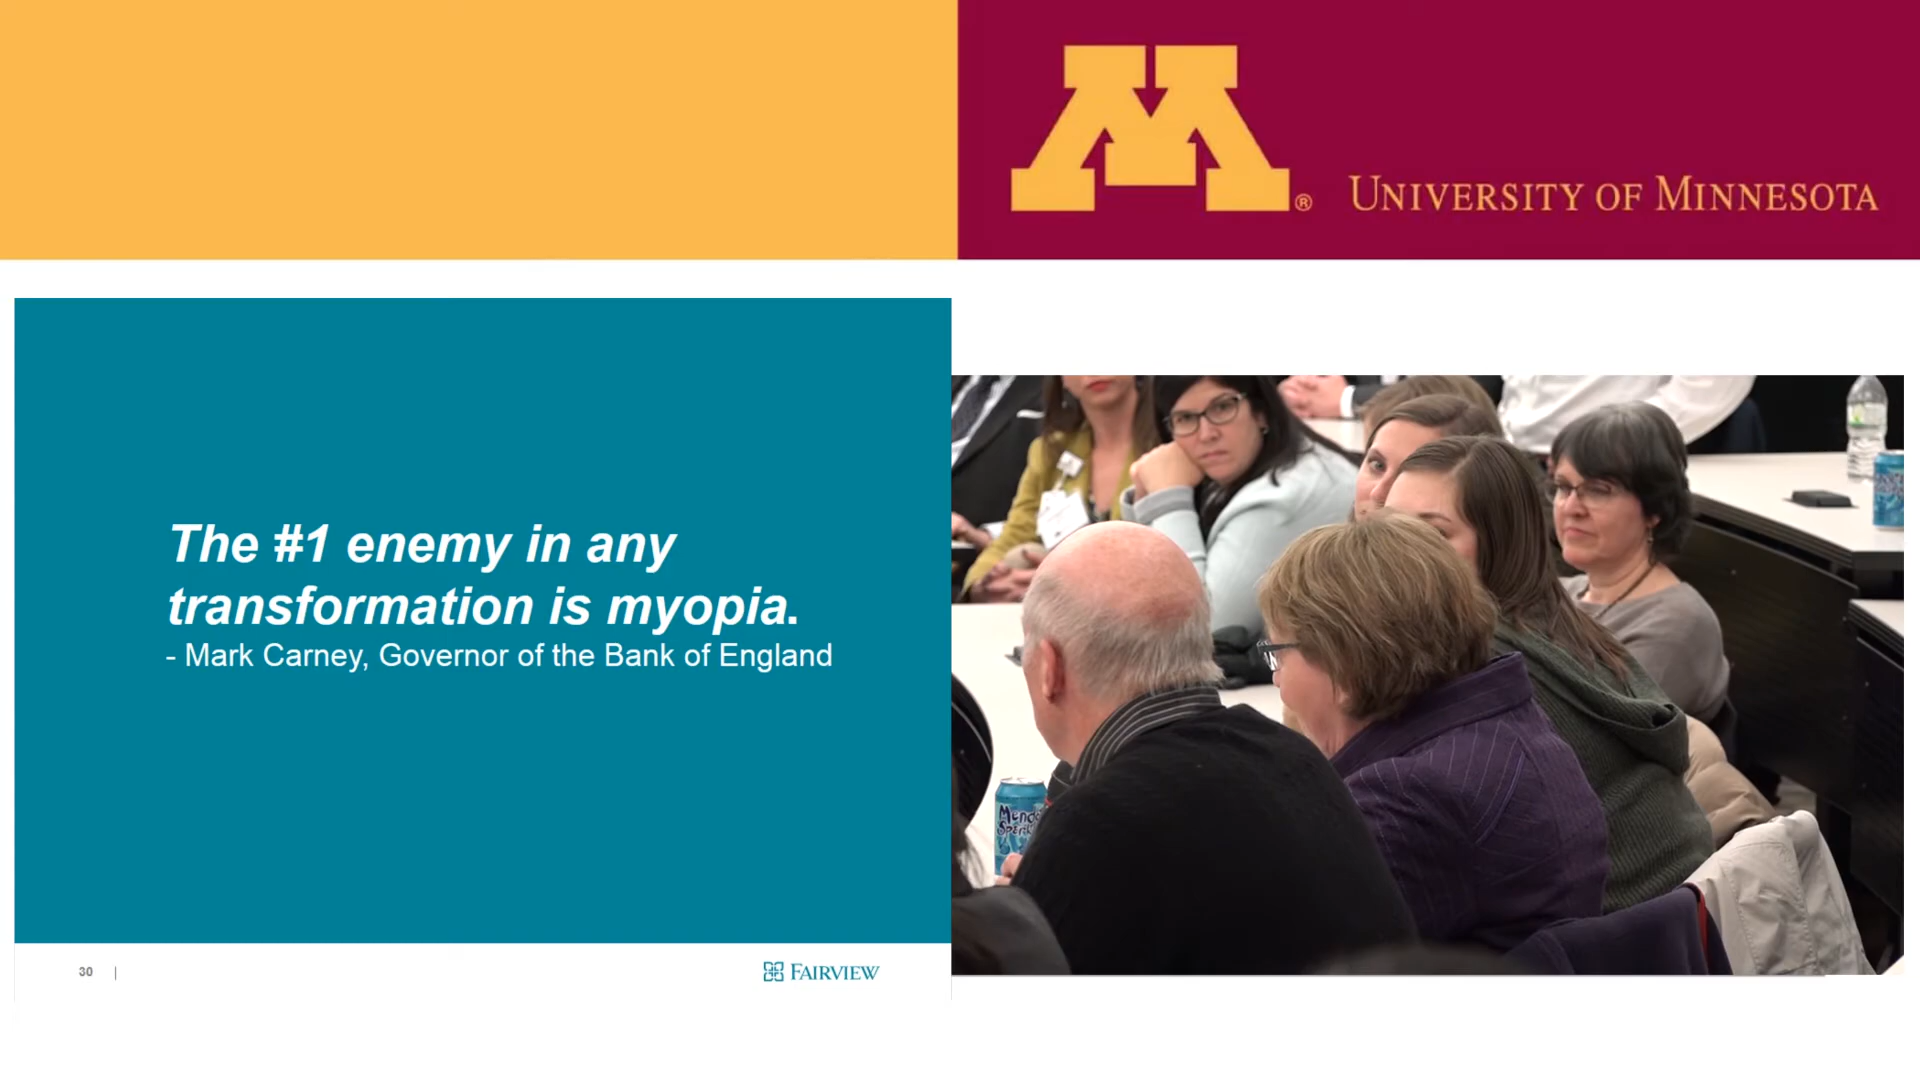 M®
UNIVERSITY OF MINNESOTA
The #1 enemy in any
transformation is myopia.
- Mark Carney, Governor of the Bank of England
30 |
FAIRVIEW